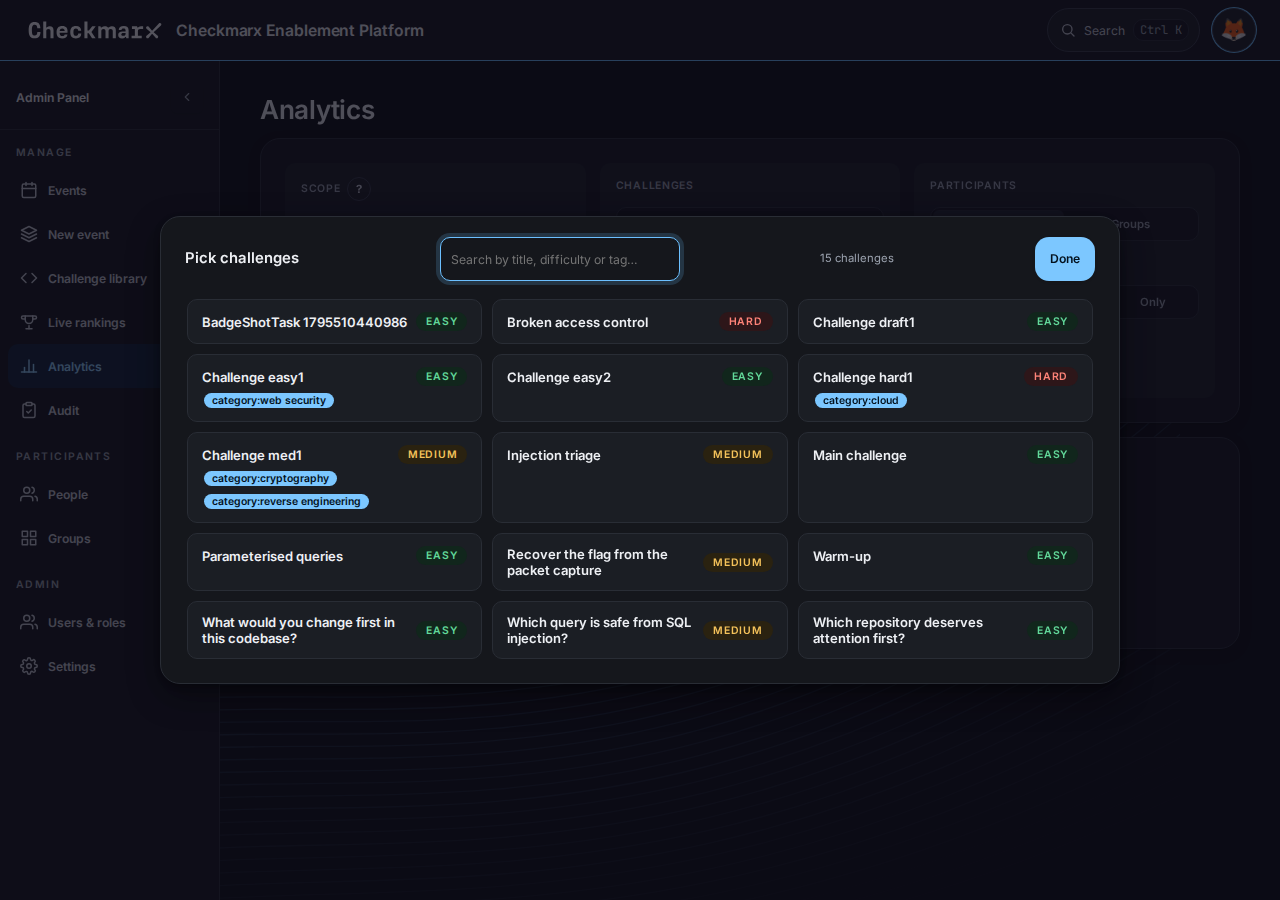 Checkmarx Checkmarx Enablement Platform
Search Ctrl K
Admin Panel
Analytics
MANAGE
Events
New event
Challenge library
Live rankings
Analytics
Audit
PARTICIPANTS
People
Groups
ADMIN
Users & roles
Settings
SCOPE ?
CHALLENGES
PARTICIPANTS
Groups
Only
Pick challenges
Search by title, difficulty or tag...
15 challenges
Done
BadgeShotTask 1795510440986 EASY
Broken access control HARD
Challenge draft1 EASY
Challenge easy1 EASY
category:web security
Challenge easy2 EASY
Challenge hard1 HARD
category:cloud
Challenge med1 MEDIUM
category:cryptography
category:reverse engineering
Injection triage MEDIUM
Main challenge EASY
Parameterised queries EASY
Recover the flag from the
packet capture MEDIUM
Warm-up EASY
What would you change first in
this codebase? EASY
Which query is safe from SQL
injection? MEDIUM
Which repository deserves
attention first? EASY